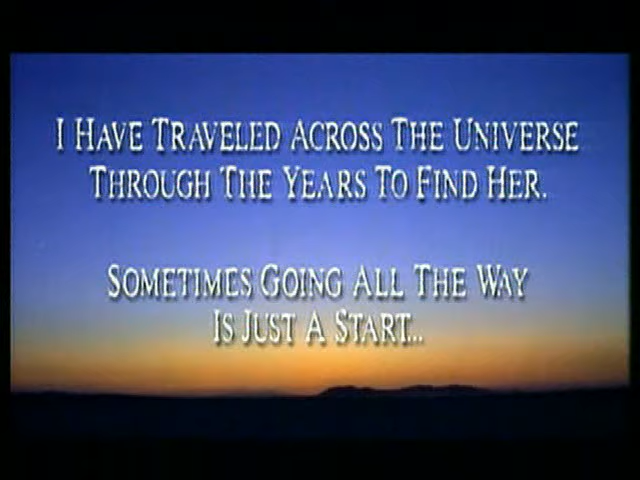 I HAVE TRAVELED ACROSS THE UNIVERSE
THROUGH THE YEARS TO FIND HER.
SOMETIMES GOING ALL THE WAY
IS JUST A START...